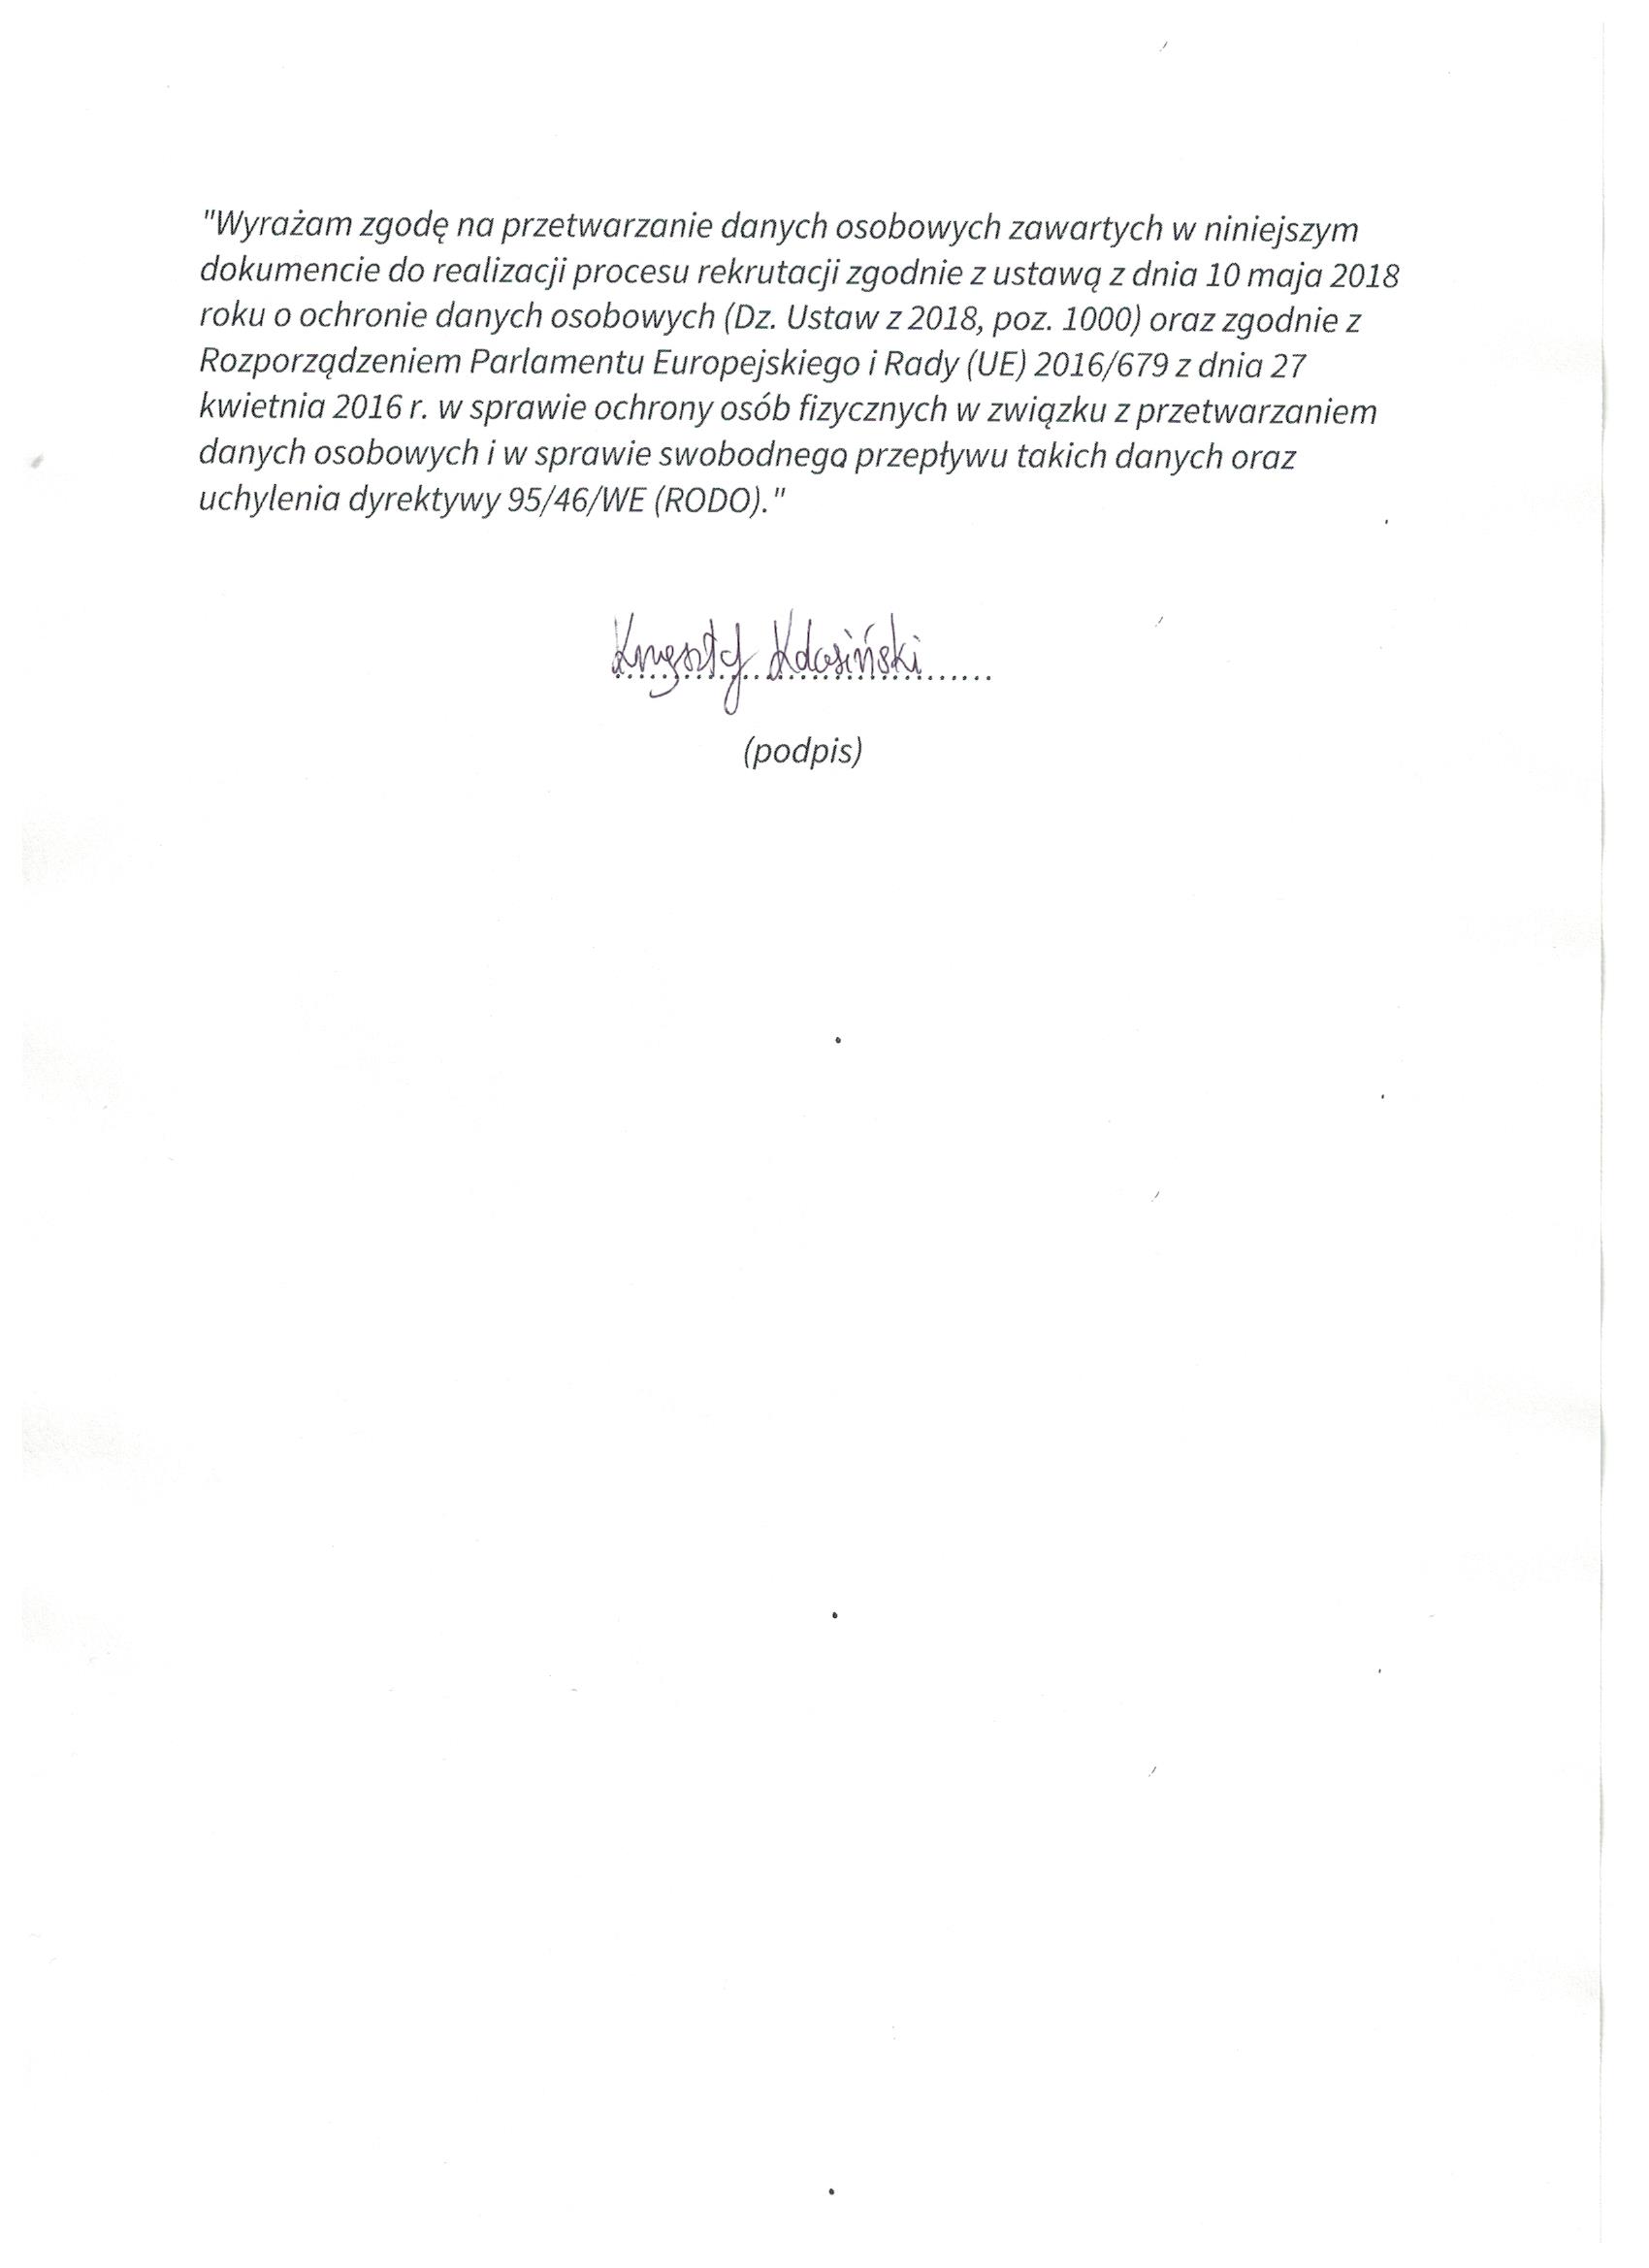 "Wyrażam zgodę na przetwarzanie danych osobowych zawartych w niniejszym
dokumencie do realizacji procesu rekrutacji zgodnie z ustawą z dnia 10 maja 2018
roku o ochronie danych osobowych (Dz. Ustaw z 2018, poz. 1000) oraz zgodnie z
Rozporządzeniem Parlamentu Europejskiego i Rady (UE) 2016/679 z dnia 27
kwietnia 2016 r. w sprawie ochrony osób fizycznych w związku z przetwarzaniem
danych osobowych i w sprawie swobodnego przepływu takich danych oraz
uchylenia dyrektywy 95/46/WE (RODO)."
Krzysztof
(podpis)